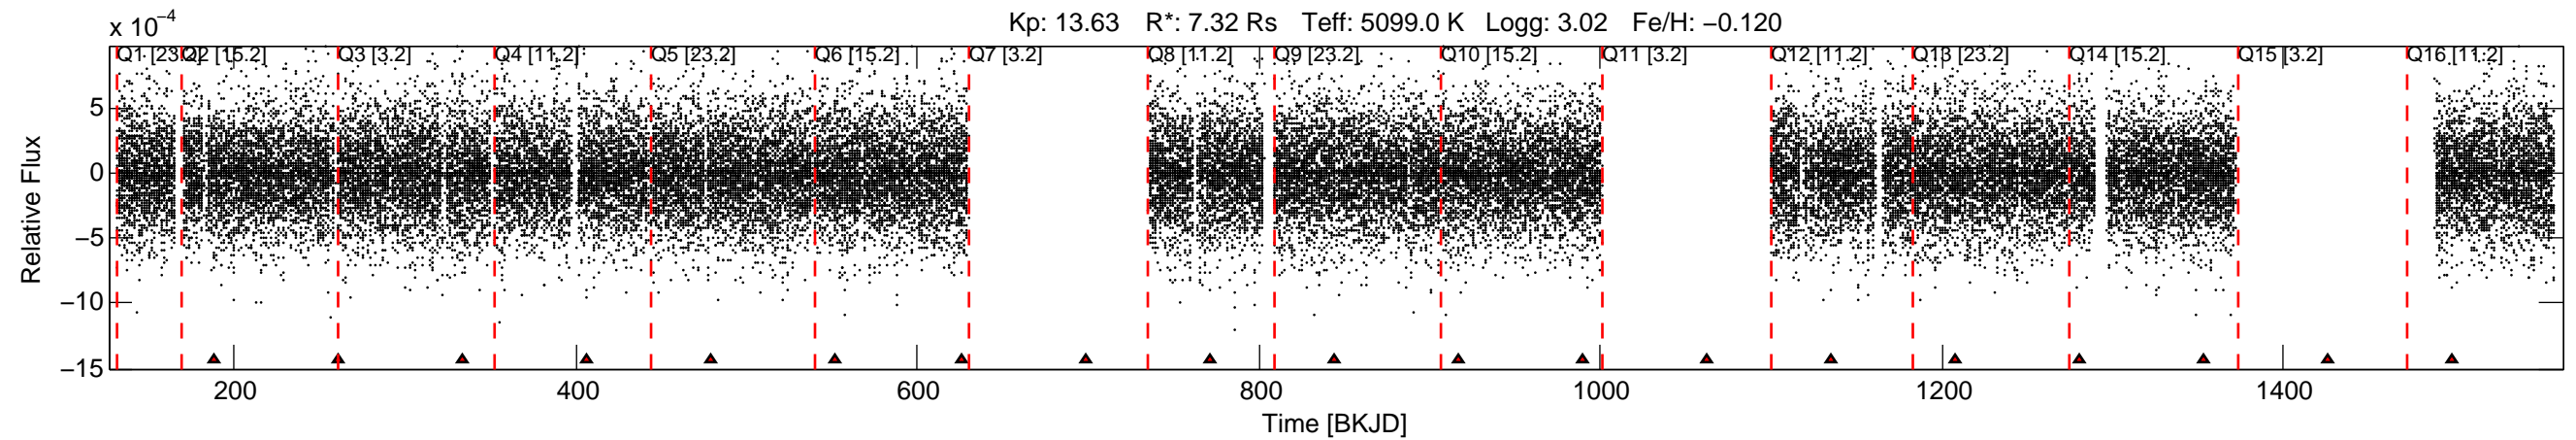 Kp: 13.63 R*: 7.32 Rs Teff: 5099.0 K Logg: 3.02 Fe/H: −0.120
x 10⁻⁴
Q1 [23.2] Q2 [15.2] Q3 [3.2] Q4 [11.2] Q5 [23.2] Q6 [15.2] Q7 [3.2] Q8 [11.2] Q9 [23.2] Q10 [15.2] Q11 [3.2] Q12 [11.2] Q13 [23.2] Q14 [15.2] Q15 [3.2] Q16 [11.2]
5
0
−5
−10
−15
Relative Flux
200 400 600 800 1000 1200 1400
Time [BKJD]